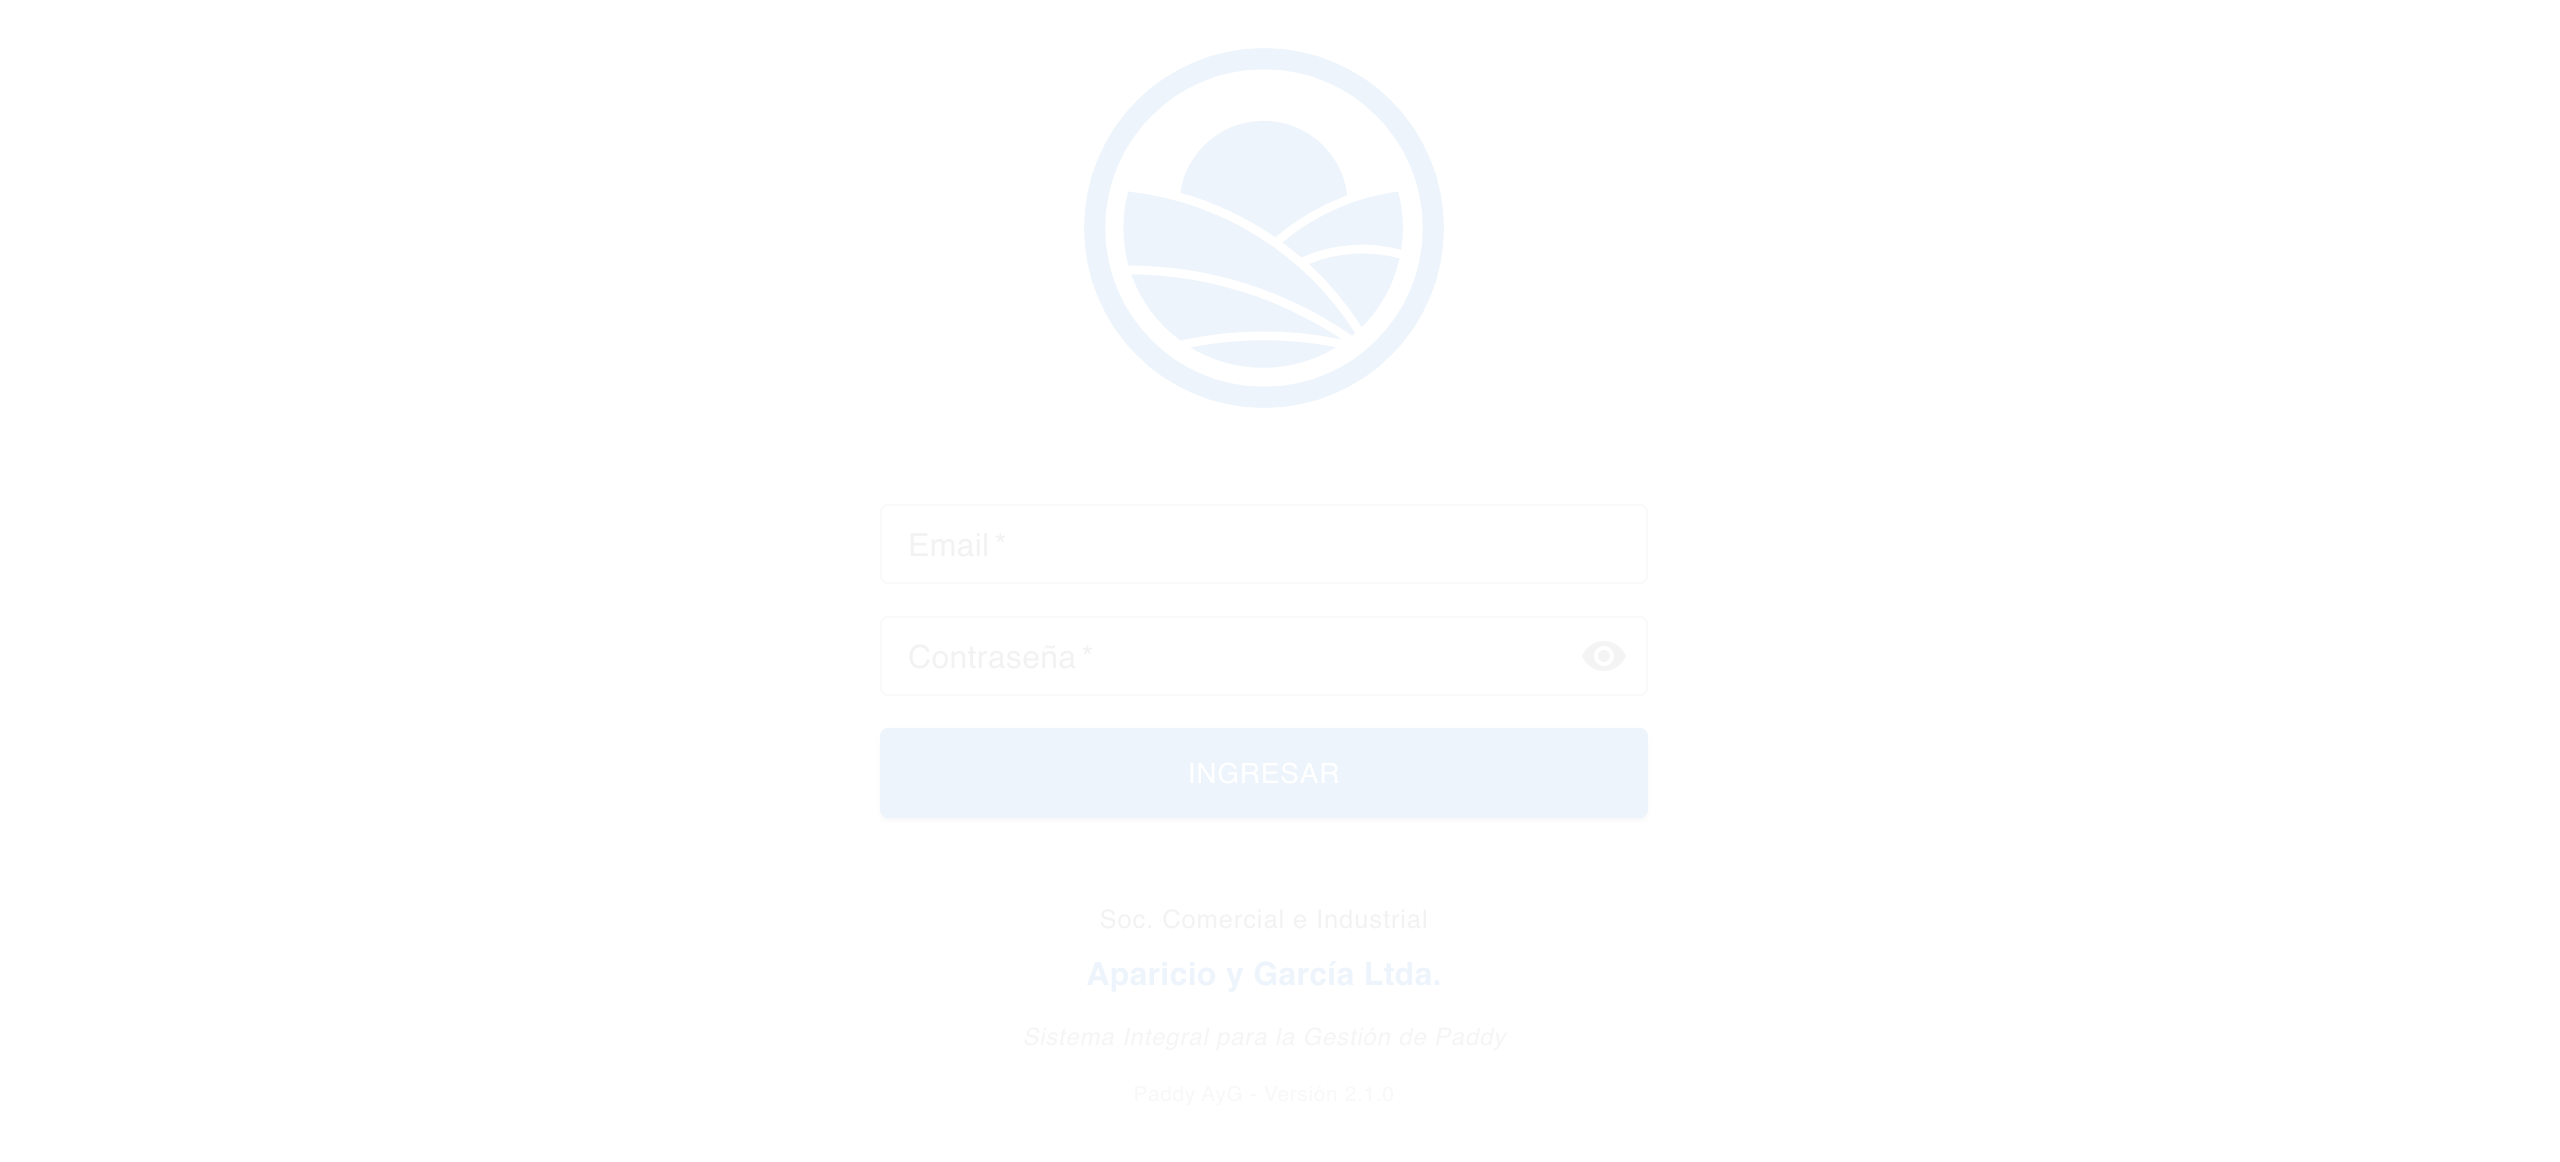 Email *
Contraseña *
INGRESAR
Soc. Comercial e Industrial
Aparicio y García Ltda.
Sistema Integral para la Gestión de Paddy
Paddy AyG - Versión 2.1.0